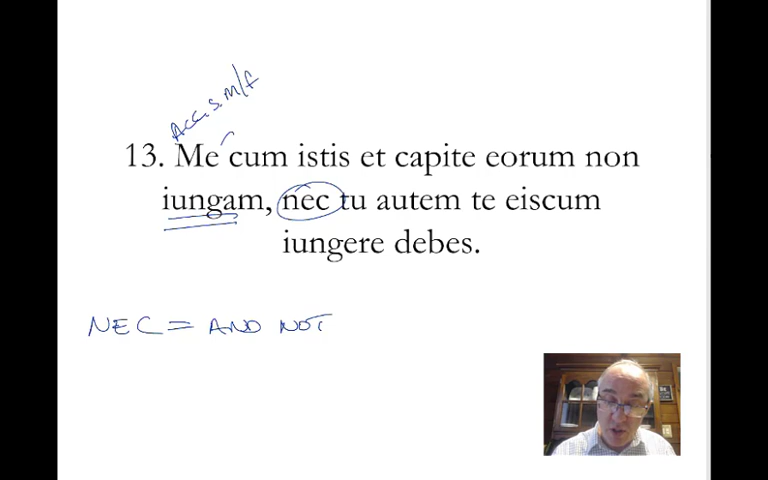 Acc. s. m/f
13. Me cum istis et capite eorum non
iungam, nec tu autem te eiscum
iungere debes.
NEC = AND NOT